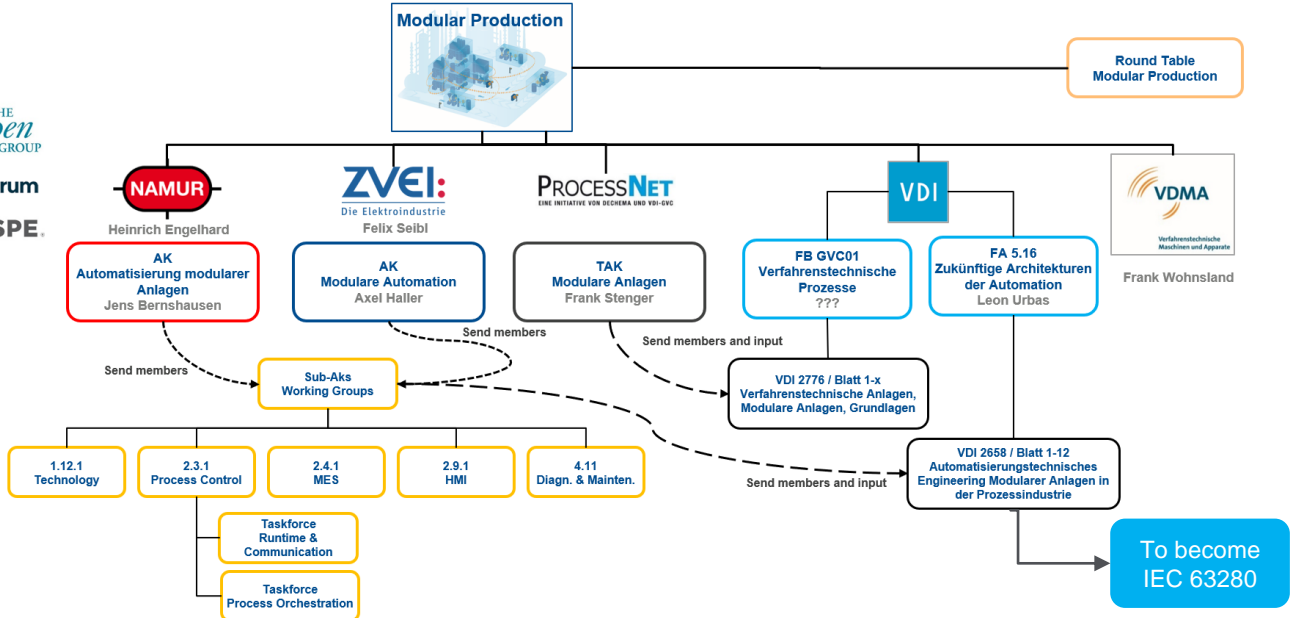 Modular Production
Round Table
Modular Production
THE
GROUP
NAMUR
Heinrich Engelhard
ZVEI:
Die Elektroindustrie
Felix Seibl
PROCESSNET
EINE INITIATIVE VON DECHEMA UND VDI-GVC
VDI
VDMA
Verfahrenstechnische
Maschinen und Apparate
Frank Wohnsland
AK
Automatisierung modularer
Anlagen
Jens Bernshausen
AK
Modulare Automation
Axel Haller
TAK
Modulare Anlagen
Frank Stenger
FB GVC01
Verfahrenstechnische
Prozesse
???
FA 5.16
Zukünftige Architekturen
der Automation
Leon Urbas
Send members
Send members
Send members and input
Sub-Aks
Working Groups
VDI 2776 / Blatt 1-x
Verfahrenstechnische Anlagen,
Modulare Anlagen, Grundlagen
1.12.1
Technology
2.3.1
Process Control
2.4.1
MES
2.9.1
HMI
4.11
Diagn. & Mainten.
Send members and input
VDI 2658 / Blatt 1-12
Automatisierungstechnisches
Engineering Modularer Anlagen in
der Prozessindustrie
Taskforce
Runtime &
Communication
Taskforce
Process Orchestration
To become
IEC 63280